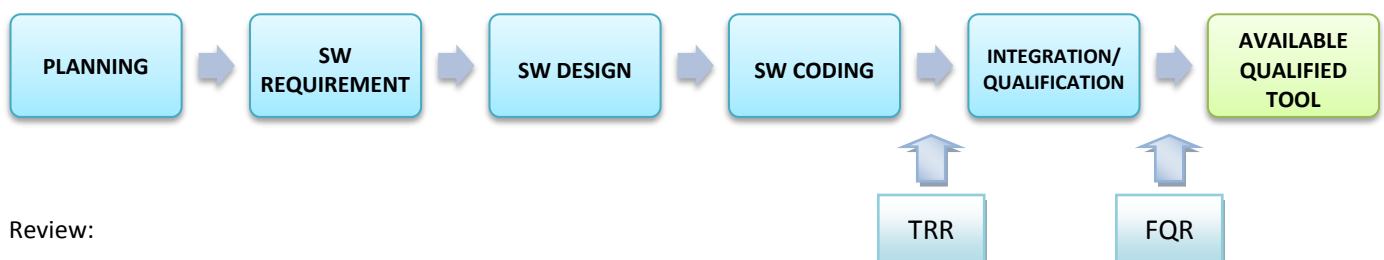 PLANNING
SW
REQUIREMENT
SW DESIGN
SW CODING
INTEGRATION/
QUALIFICATION
AVAILABLE
QUALIFIED
TOOL
Review:
TRR
FQR